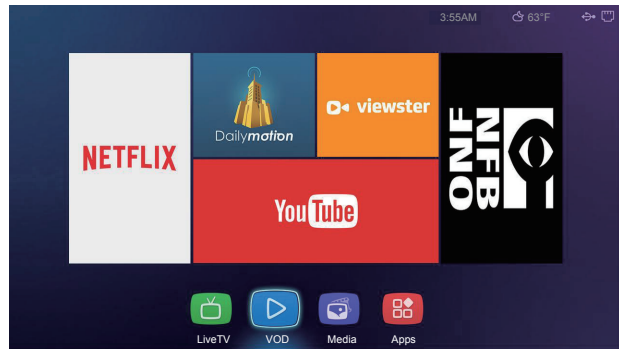 3:55AM
63°F
NETFLIX
Dailymotion
viewster
YouTube
ONF
NFB
LiveTV
VOD
Media
Apps